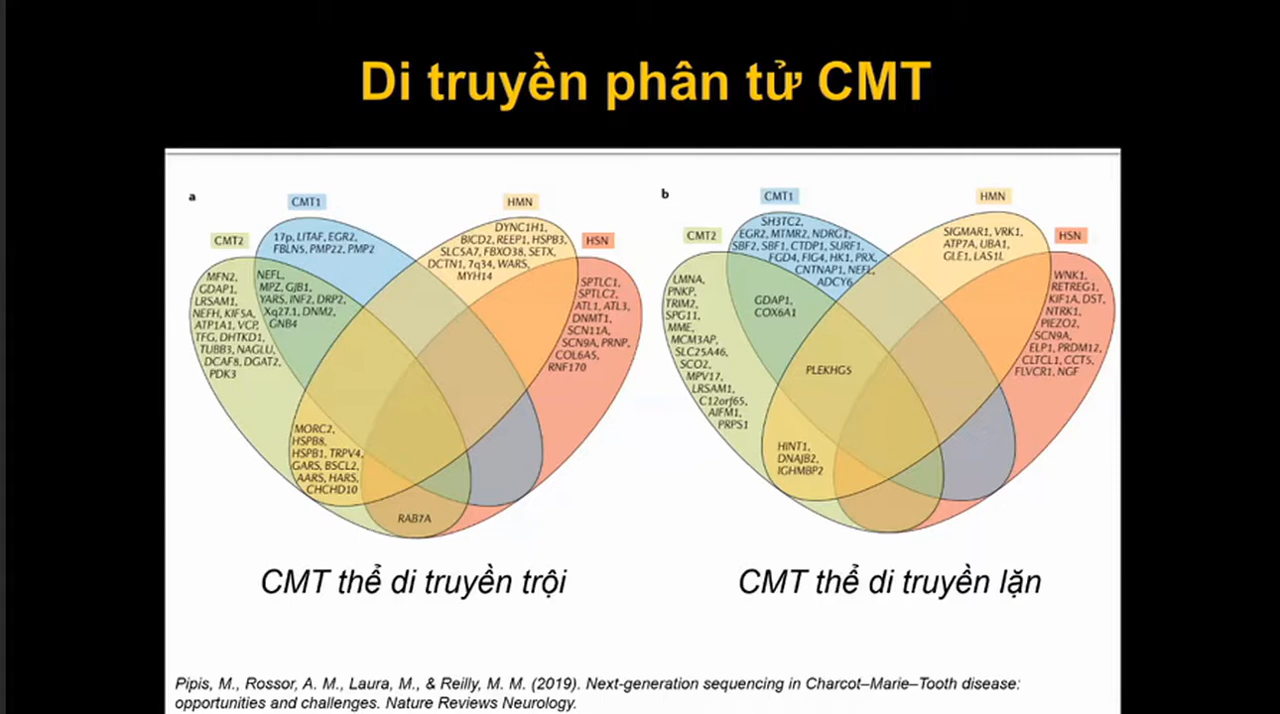 Di truyền phân tử CMT
a
CMT1
HMN
CMT2
HSN
17p, LITAF, EGR2,
FBLN5, PMP22, PMP2
DYNC1H1,
BICD2, REEP1, HSPB3,
SLC5A7, FBXO38, SETX,
DCTN1, 7q34, WARS,
MYH14
MFN2,
GDAP1,
LRSAM1,
NEFH, KIF5A,
ATP1A1, VCP,
TFG, DHTKD1,
TUBB3, NAGLU,
DCAF8, DGAT2,
PDK3
NEFL,
MPZ, GJB1,
YARS, INF2, DRP2,
Xq27.1, DNM2,
GNB4
SPTLC1,
SPTLC2,
ATL1, ATL3,
DNMT1,
SCN11A,
SCN9A, PRNP,
COL6A5,
RNF170
MORC2,
HSPB8,
HSPB1, TRPV4,
GARS, BSCL2,
AARS, HARS,
CHCHD10
RAB7A
CMT thể di truyền trội
b
CMT1
HMN
CMT2
HSN
SH3TC2,
EGR2, MTMR2, NDRG1,
SBF2, SBF1, CTDP1, SURF1,
FGD4, FIG4, HK1, PRX,
CNTNAP1, NEFL,
ADCY6
SIGMAR1, VRK1,
ATP7A, UBA1,
GLE1, LAS1L
LMNA,
PNKP,
TRIM2,
SPG11,
MME,
MCM3AP,
SLC25A46,
SCO2,
MPV17,
LRSAM1,
C12orf65,
AIFM1,
PRPS1
GDAP1,
COX6A1
WNK1,
RETREG1,
KIF1A, DST,
NTRK1,
PIEZO2,
SCN9A,
ELP1, PRDM12,
CLTCL1, CCT5,
FLVCR1, NGF
PLEKHG5
HINT1,
DNAJB2,
IGHMBP2
CMT thể di truyền lặn
Pipis, M., Rossor, A. M., Laura, M., & Reilly, M. M. (2019). Next-generation sequencing in Charcot–Marie–Tooth disease:
opportunities and challenges. Nature Reviews Neurology.